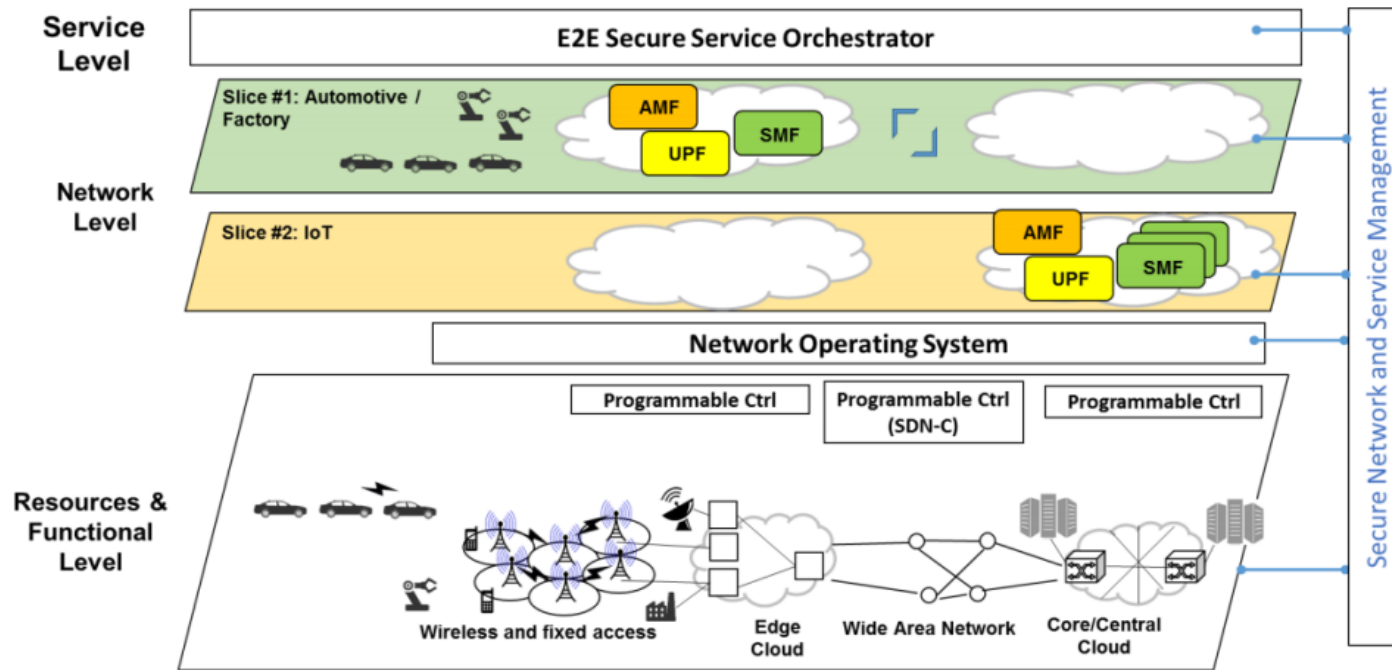 Service
Level
E2E Secure Service Orchestrator
Slice #1: Automotive /
Factory
AMF
UPF
SMF
Network
Level
Slice #2: IoT
AMF
UPF
SMF
Network Operating System
Programmable Ctrl
Programmable Ctrl
(SDN-C)
Programmable Ctrl
Resources &
Functional
Level
Wireless and fixed access
Edge
Cloud
Wide Area Network
Core/Central
Cloud
Secure Network and Service Management